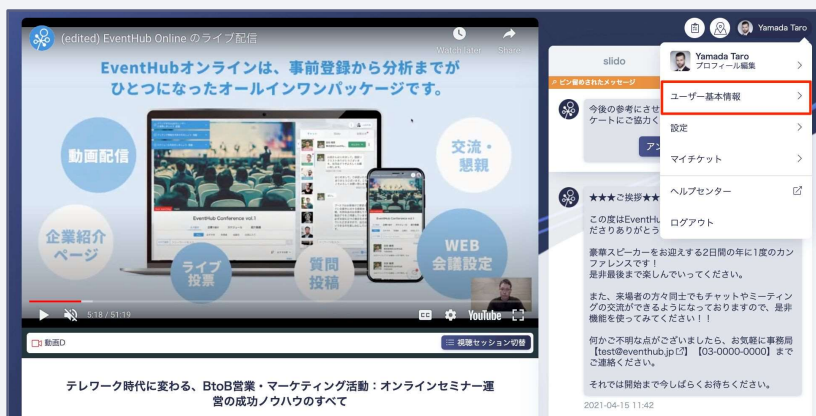 (edited) EventHub Online のライブ配信
Watch later
Share
EventHubオンラインは、事前登録から分析までが
ひとつになったオールインワンパッケージです。
動画配信
交流・
懇親
企業紹介
ページ
ライブ
投票
質問
投稿
WEB
会議設定
EventHub Conference vol.1
5:18 / 51:19
CC
YouTube
動画D
視聴セッション切替
テレワーク時代に変わる、BtoB営業・マーケティング活動：オンラインセミナー運
営の成功ノウハウのすべて
Yamada Taro
slido
ピン留めされたメッセージ
今後の参考にさせ
ケートにご協力く
アン
★★★ご挨拶★★
この度はEventHu
ださりありがとう
豪華スピーカーをお迎えする2日間の年に1度のカン
ファレンスです！
是非最後まで楽しんでいってください。
また、来場者の方々同士でもチャットやミーティン
グの交流ができるようになっておりますので、是非
機能を使ってみてください！！
何かご不明な点がございましたら、お気軽に事務局
【test@eventhub.jp】【03-0000-0000】まで
ご連絡ください。
それでは開始まで今しばらくお待ちください。
2021-04-15 11:42
Yamada Taro
プロフィール編集
ユーザー基本情報
設定
マイチケット
ヘルプセンター
ログアウト